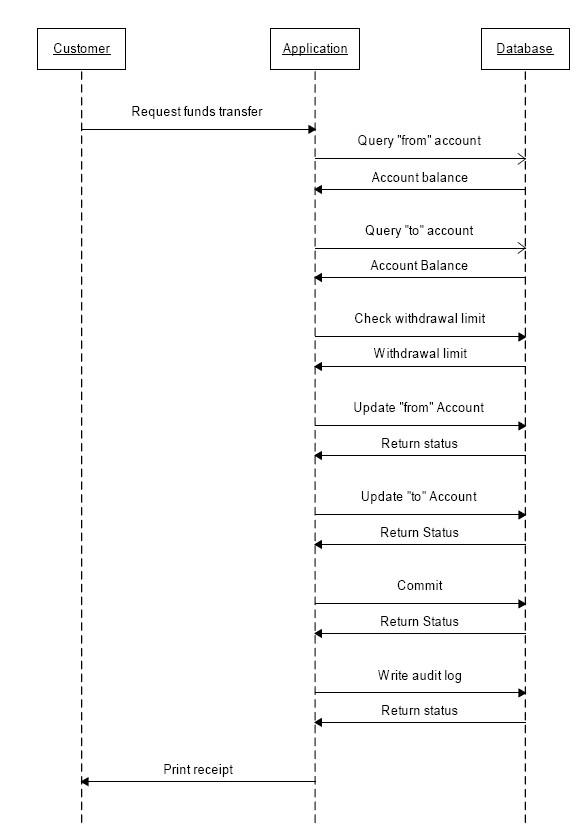 Customer
Application
Database
Request funds transfer
Query "from" account
Account balance
Query "to" account
Account Balance
Check withdrawal limit
Withdrawal limit
Update "from" Account
Return status
Update "to" Account
Return Status
Commit
Return Status
Write audit log
Return status
Print receipt